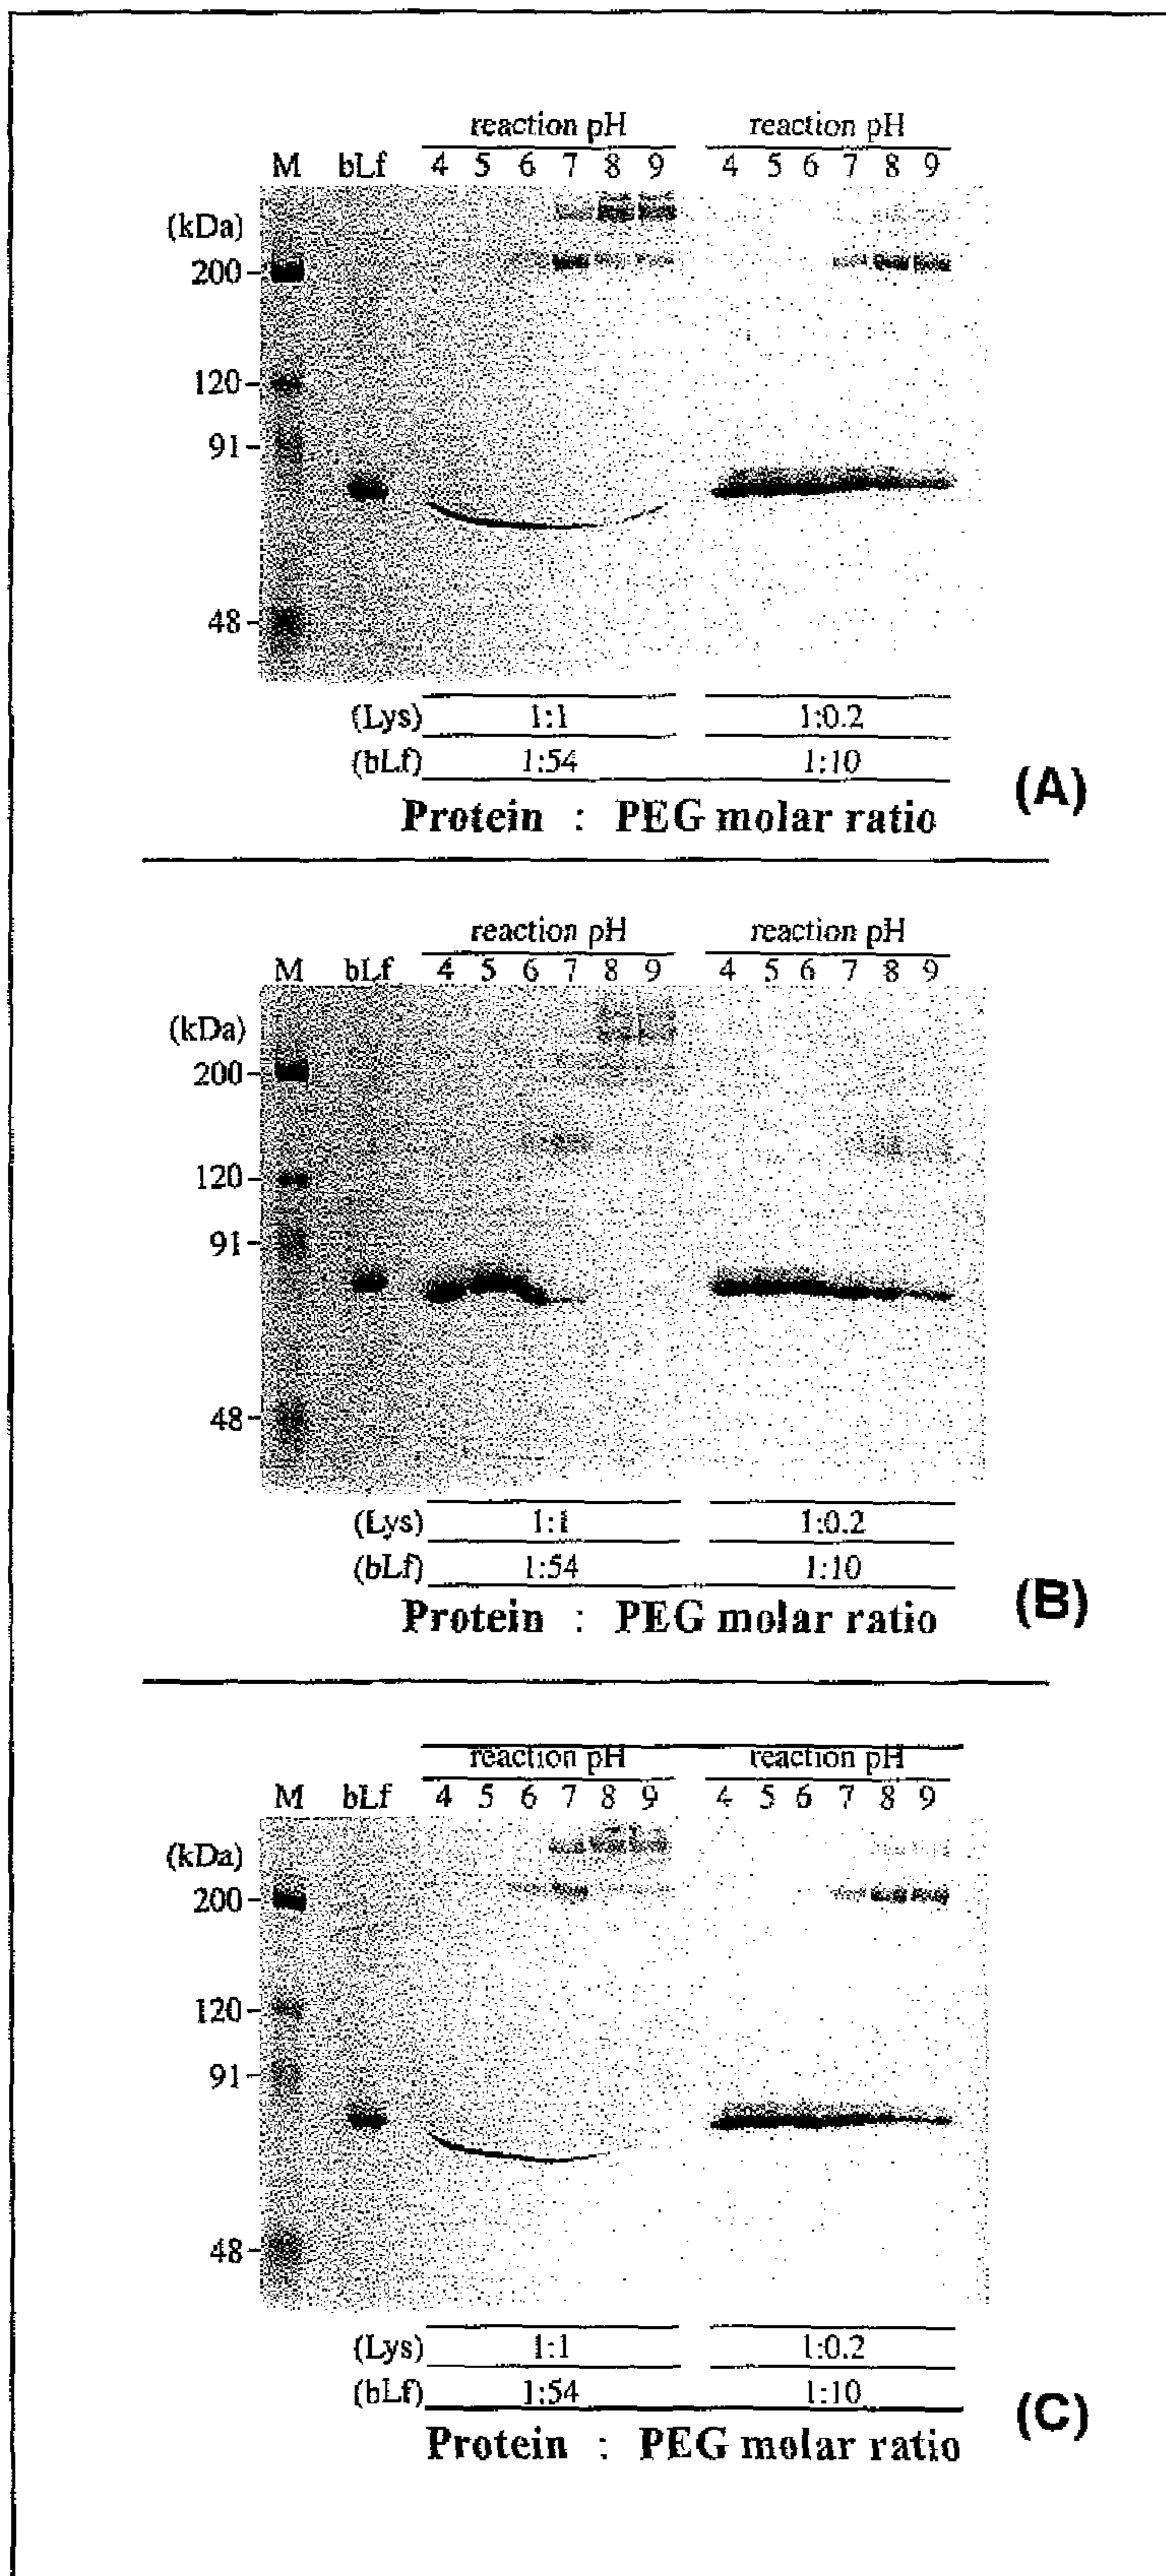 reaction pH reaction pH
M bLf 4 5 6 7 8 9 4 5 6 7 8 9
(kDa)
200
120
91
48
(Lys) 1:1 1:0.2
(bLf) 1:54 1:10
(A)
Protein : PEG molar ratio
reaction pH reaction pH
M bLf 4 5 6 7 8 9 4 5 6 7 8 9
(kDa)
200
120
91
48
(Lys) 1:1 1:0.2
(bLf) 1:54 1:10
(B)
Protein : PEG molar ratio
reaction pH reaction pH
M bLf 4 5 6 7 8 9 4 5 6 7 8 9
(kDa)
200
120
91
48
(Lys) 1:1 1:0.2
(bLf) 1:54 1:10
(C)
Protein : PEG molar ratio